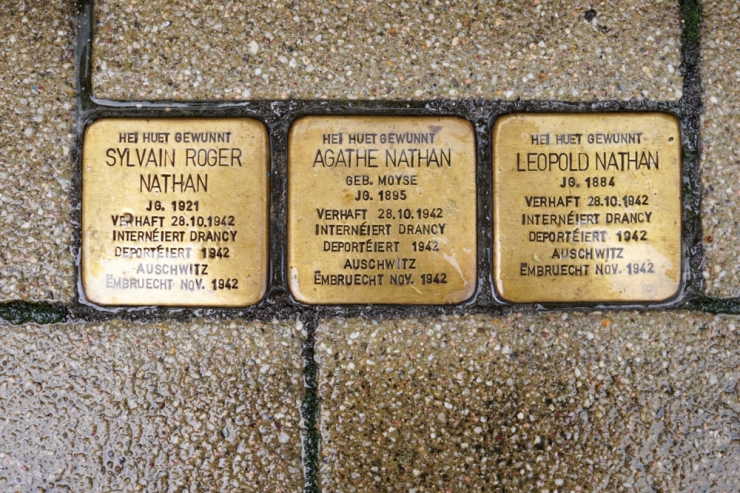 HEI HUET GEWUNNT
SYLVAIN ROGER
NATHAN
JG. 1921
VERHAFT 28.10.1942
INTERNÉIERT DRANCY
DEPORTÉIERT 1942
AUSCHWITZ
ËMBRUECHT NOV. 1942
HEI HUET GEWUNNT
AGATHE NATHAN
GEB. MOYSE
JG. 1895
VERHAFT 28.10.1942
INTERNÉIERT DRANCY
DEPORTÉIERT 1942
AUSCHWITZ
ËMBRUECHT NOV. 1942
HEI HUET GEWUNNT
LEOPOLD NATHAN
JG. 1884
VERHAFT 28.10.1942
INTERNÉIERT DRANCY
DEPORTÉIERT 1942
AUSCHWITZ
ËMBRUECHT NOV. 1942